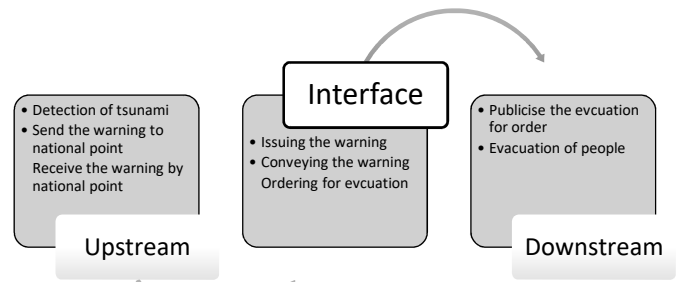 • Detection of tsunami
• Send the warning to
national point
Receive the warning by
national point
Upstream
Interface
• Issuing the warning
• Conveying the warning
Ordering for evcuation
• Publicise the evcuation
for order
• Evacuation of people
Downstream